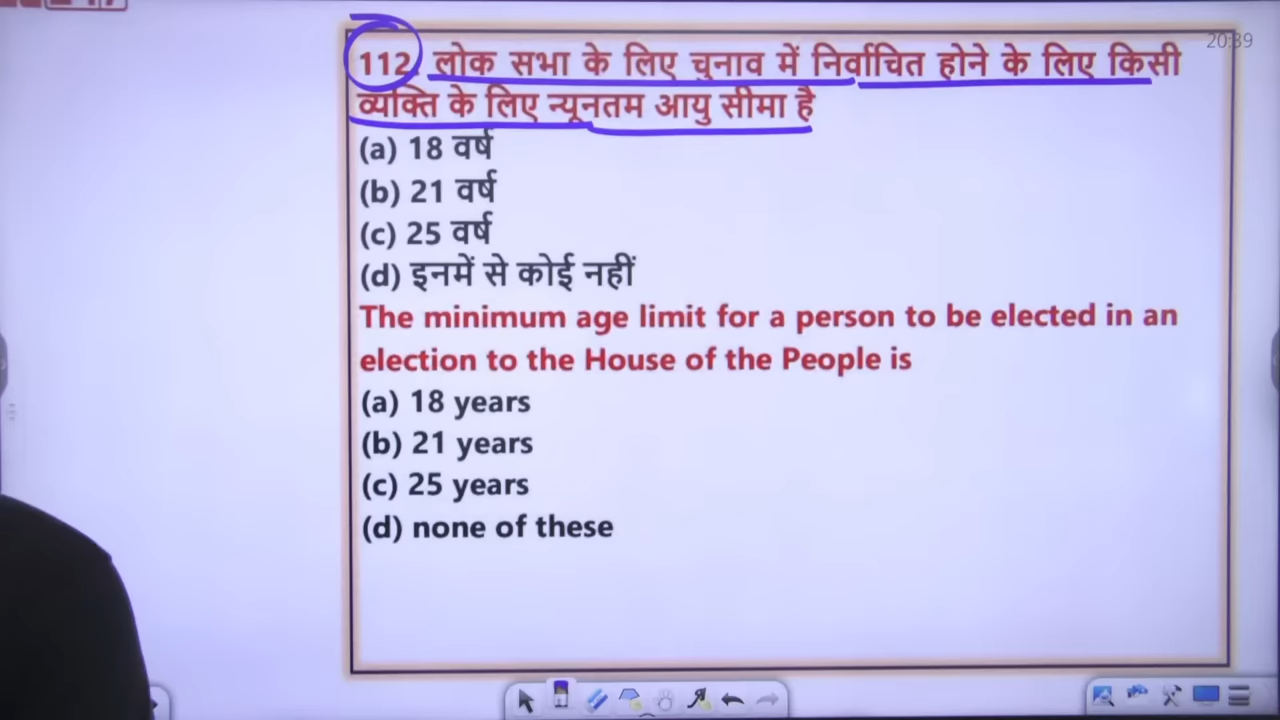 20:39
112. लोक सभा के लिए चुनाव में निर्वाचित होने के लिए किसी
व्यक्ति के लिए न्यूनतम आयु सीमा है
(a) 18 वर्ष
(b) 21 वर्ष
(c) 25 वर्ष
(d) इनमें से कोई नहीं
The minimum age limit for a person to be elected in an
election to the House of the People is
(a) 18 years
(b) 21 years
(c) 25 years
(d) none of these